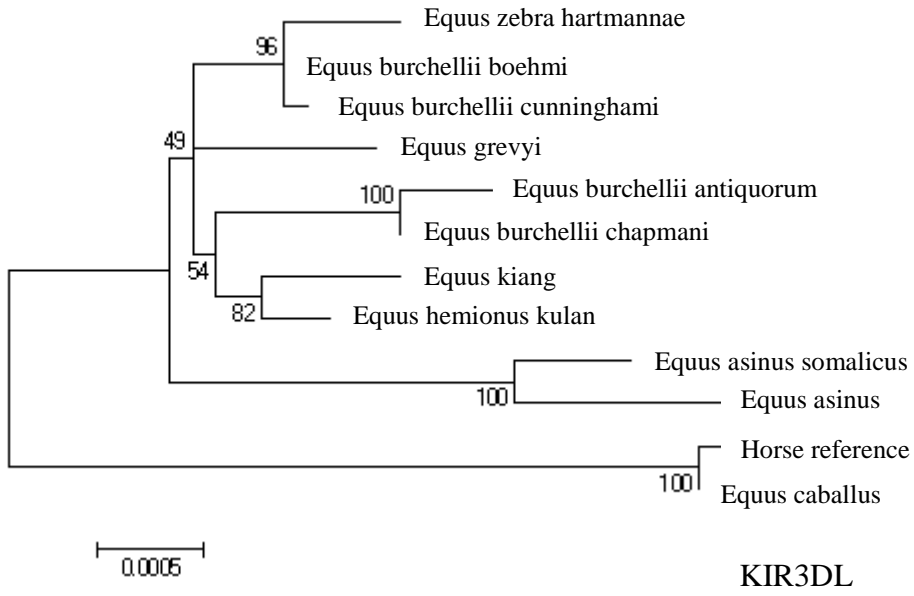 Equus zebra hartmannae
96
Equus burchellii boehmi
Equus burchellii cunninghami
49
Equus grevyi
Equus burchellii antiquorum
100
Equus burchellii chapmani
54
Equus kiang
82
Equus hemionus kulan
Equus asinus somalicus
100
Equus asinus
Horse reference
100
Equus caballus
0.0005
KIR3DL